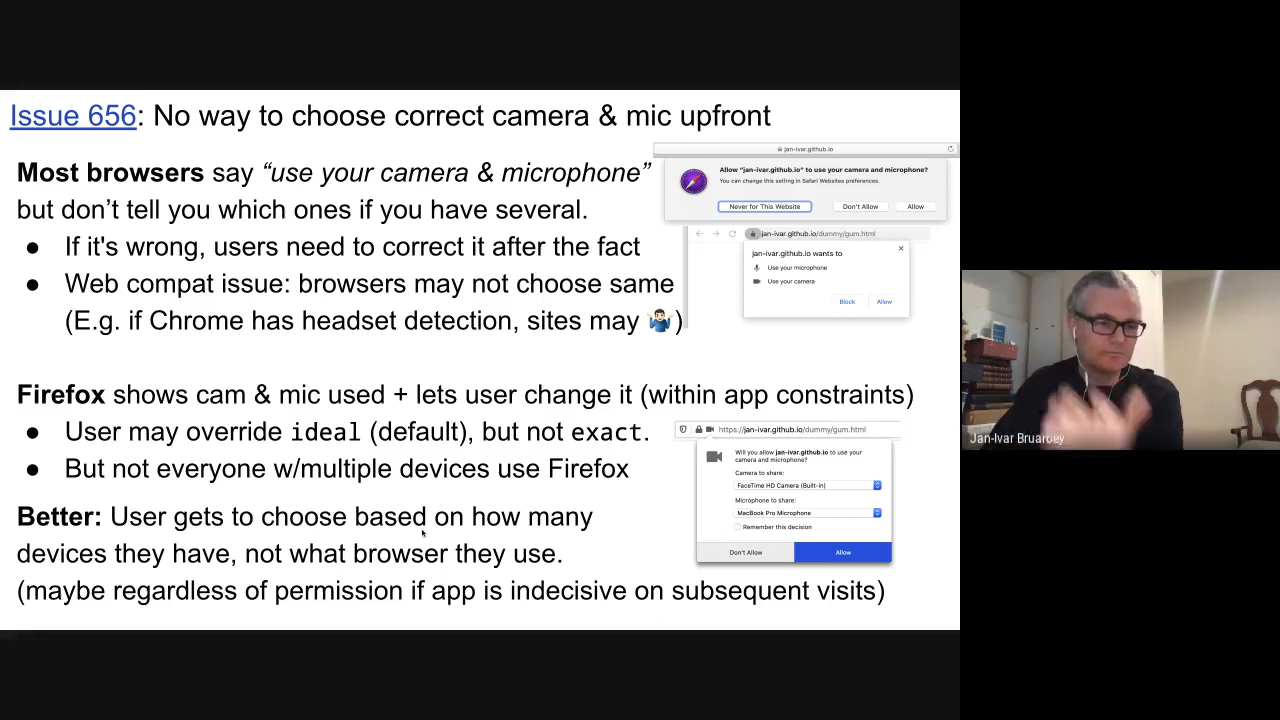 Issue 656: No way to choose correct camera & mic upfront
Most browsers say “use your camera & microphone”
but don’t tell you which ones if you have several.
● If it's wrong, users need to correct it after the fact
● Web compat issue: browsers may not choose same
(E.g. if Chrome has headset detection, sites may 🤷🏻‍♂️)
jan-ivar.github.io
Allow "jan-ivar.github.io" to use your camera and microphone?
You can change this setting in Safari Websites preferences.
Never for This Website Don't Allow Allow
jan-ivar.github.io/dummy/gum.html
jan-ivar.github.io wants to
Use your microphone
Use your camera
Block Allow
Firefox shows cam & mic used + lets user change it (within app constraints)
● User may override ideal (default), but not exact.
● But not everyone w/multiple devices use Firefox
https://jan-ivar.github.io/dummy/gum.html
Will you allow jan-ivar.github.io to use your
camera and microphone?
Camera to share:
FaceTime HD Camera (Built-in)
Microphone to share:
MacBook Pro Microphone
Remember this decision
Don't Allow Allow
Better: User gets to choose based on how many
devices they have, not what browser they use.
(maybe regardless of permission if app is indecisive on subsequent visits)
Jan-Ivar Bruaroey